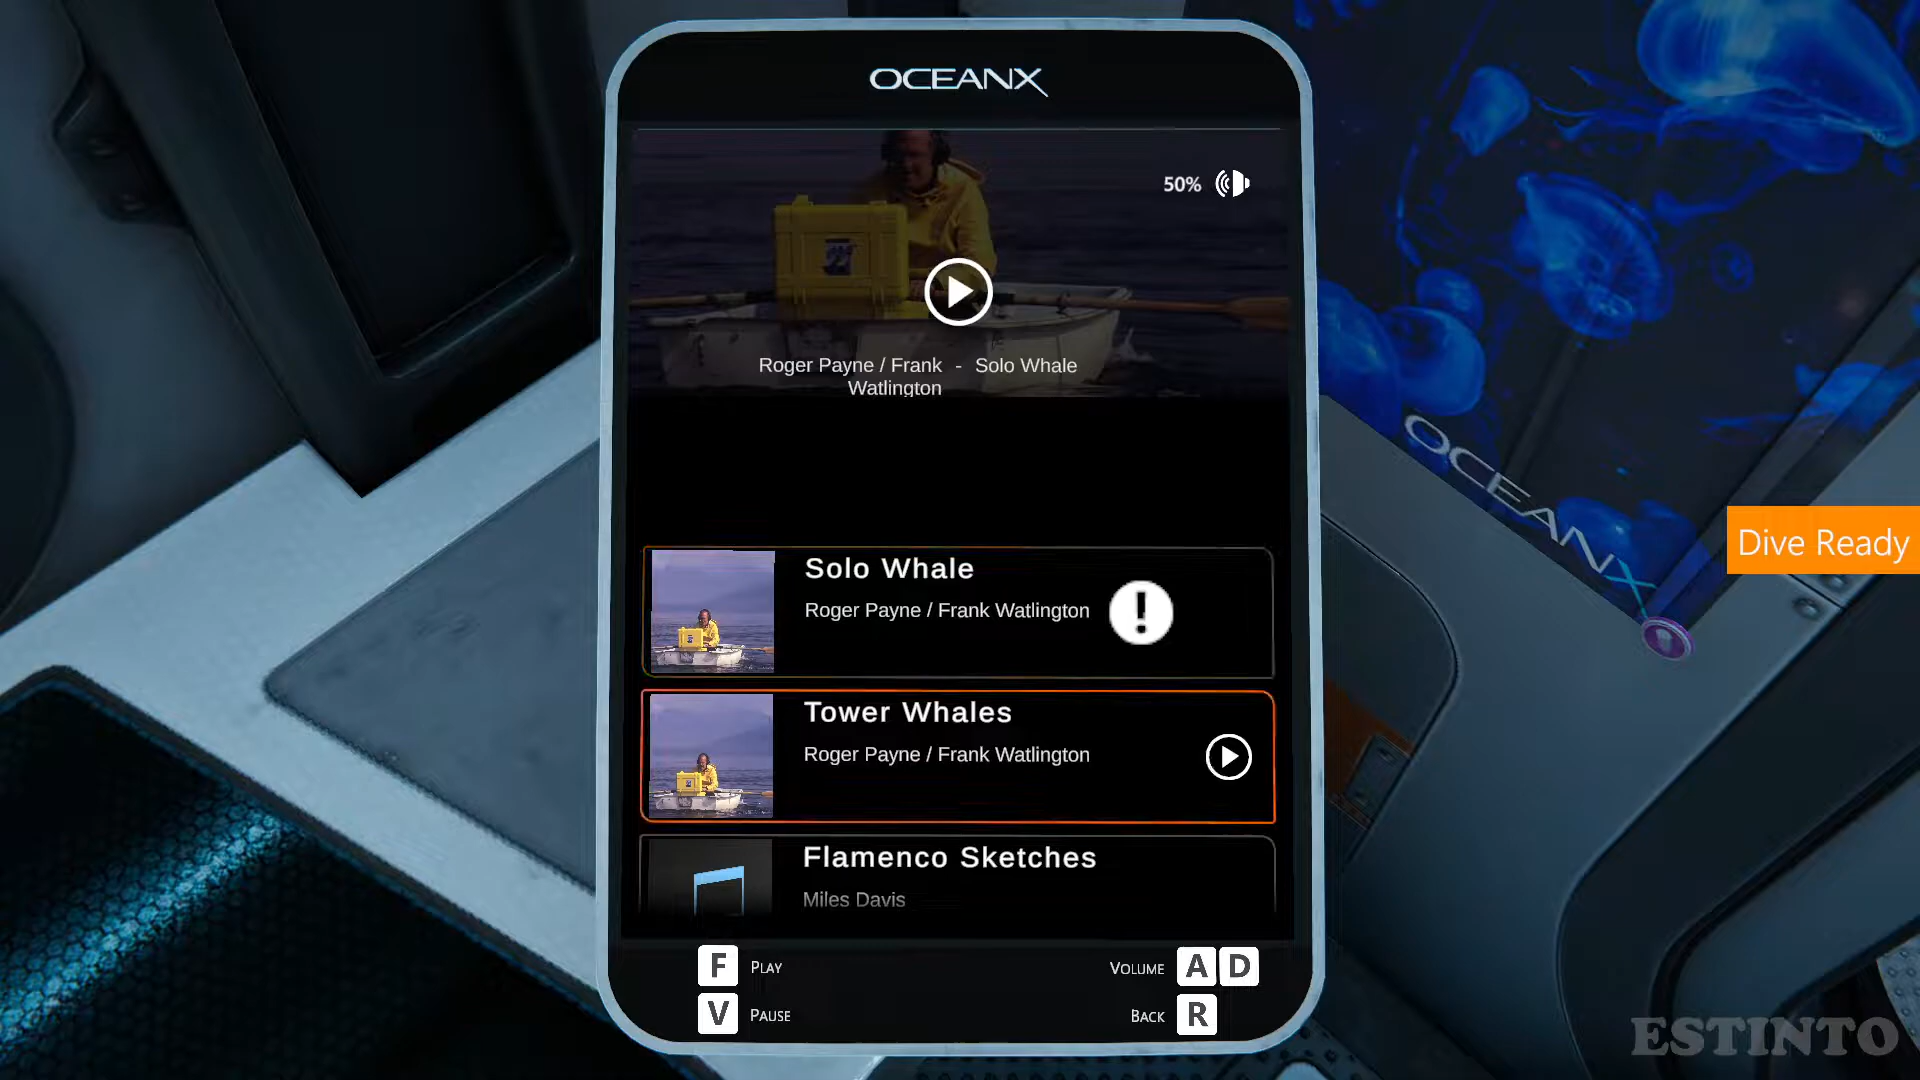 OCEANX
50%
Roger Payne / Frank - Solo Whale
Watlington
Solo Whale
Roger Payne / Frank Watlington
!
Tower Whales
Roger Payne / Frank Watlington
Flamenco Sketches
Miles Davis
F PLAY
VOLUME A D
V PAUSE
BACK R
OCEANX
Dive Ready
ESTINTO